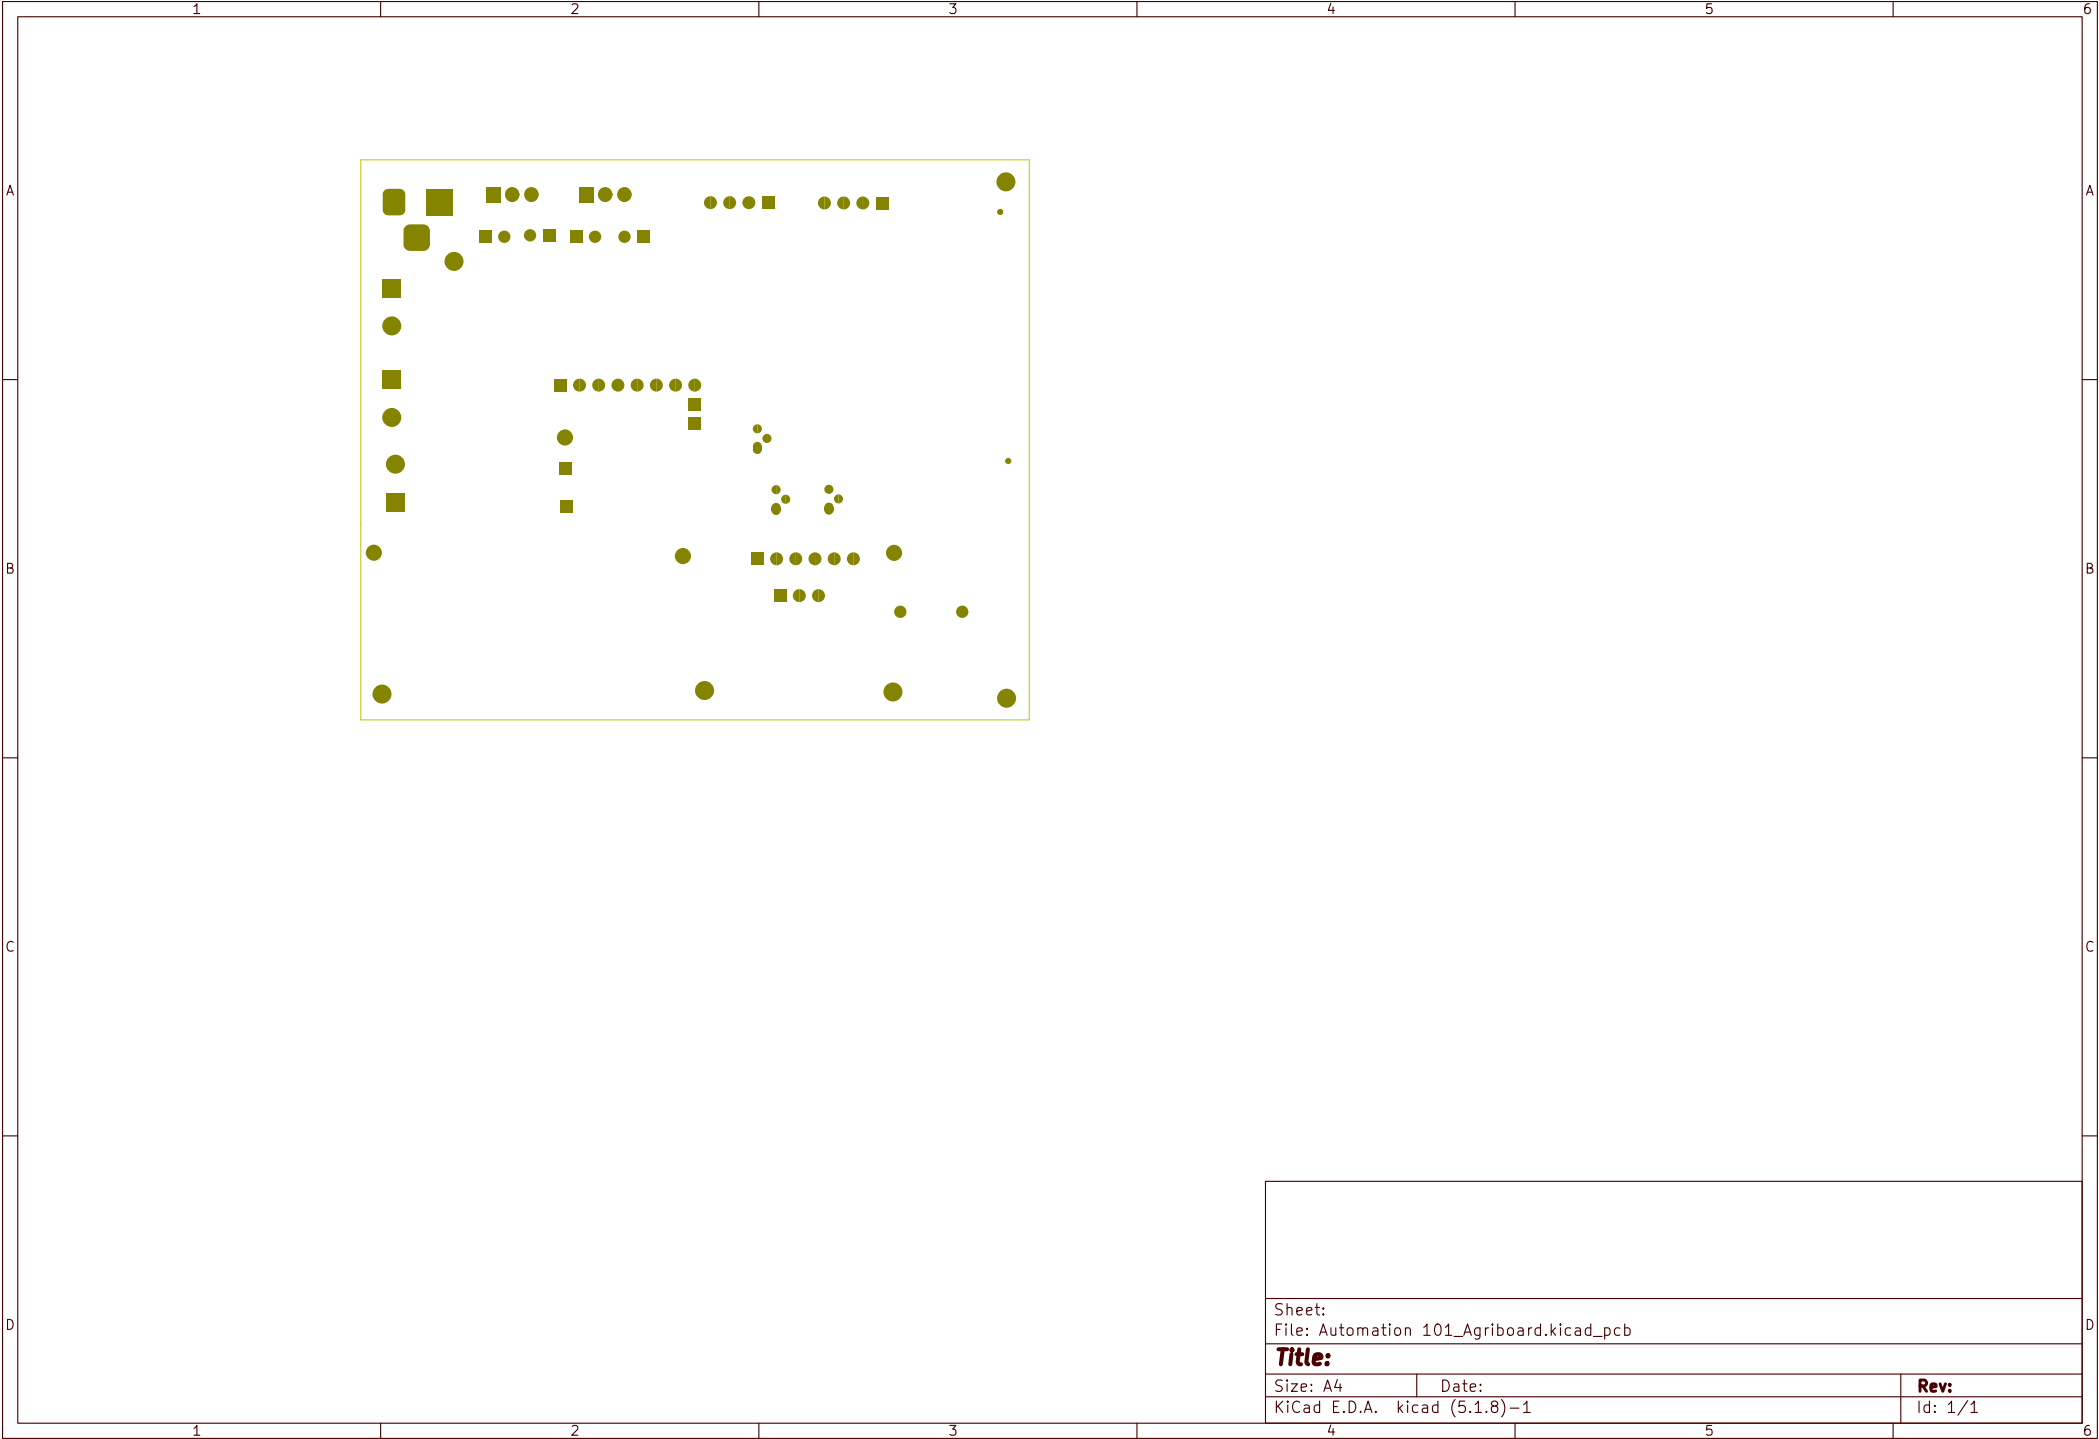 1 2 3 4 5 6
A A
B B
C C
D D
Sheet:
File: Automation 101_Agriboard.kicad_pcb
Title:
Size: A4 Date: Rev:
KiCad E.D.A. kicad (5.1.8)-1 Id: 1/1
1 2 3 4 5 6